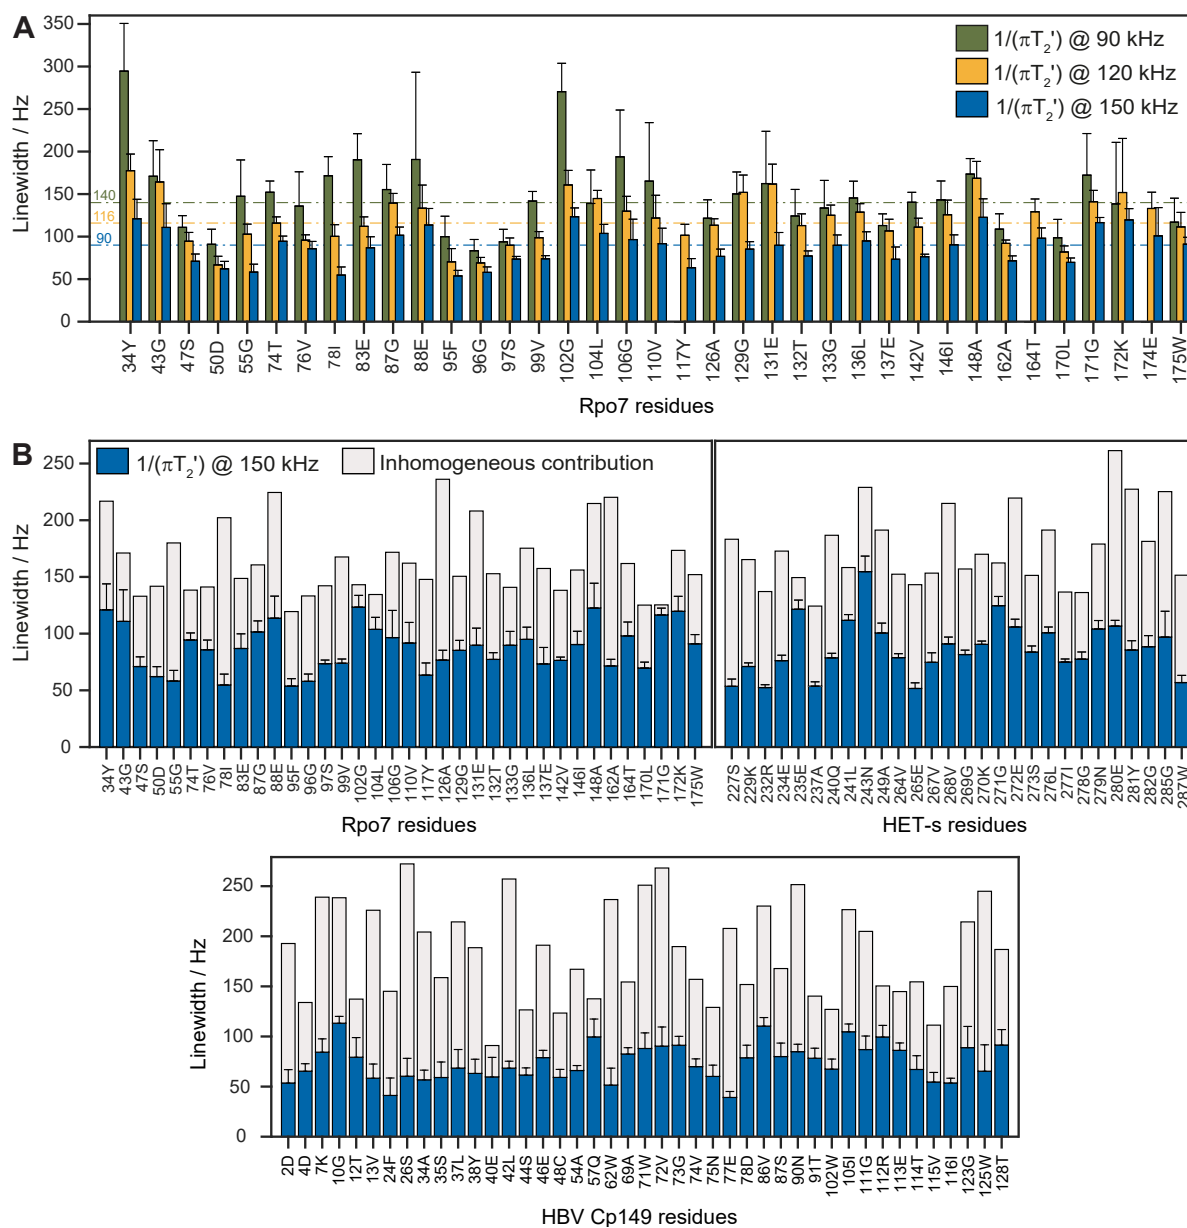 A
Linewidth / Hz
350
300
250
200
150
100
50
0
140
116
90
1/(πT2') @ 90 kHz
1/(πT2') @ 120 kHz
1/(πT2') @ 150 kHz
34Y 43G 47S 50D 55G 74T 76V 78I 83E 87G 88E 95F 96G 97S 99V 102G 104L 106G 110V 117Y 126A 129G 131E 132T 133G 136L 137E 142V 146I 148A 162A 164T 170L 171G 172K 174E 175W
Rpo7 residues
B
Linewidth / Hz
250
200
150
100
50
0
1/(πT2') @ 150 kHz
Inhomogeneous contribution
34Y 43G 47S 50D 55G 74T 76V 78I 83E 87G 88E 95F 96G 97S 99V 102G 104L 106G 110V 117Y 126A 129G 131E 132T 133G 136L 137E 142V 146I 148A 162A 164T 170L 171G 172K 175W
Rpo7 residues
227S 229K 232R 234E 235E 237A 240Q 241L 243N 249A 264V 265E 267V 268V 269G 270K 271G 272E 273S 276L 277I 278G 279N 280E 281Y 282G 285G 287W
HET-s residues
Linewidth / Hz
250
200
150
100
50
0
2D 4D 7K 10G 12T 13V 24F 26S 34A 35S 37L 38Y 40E 42L 44S 46E 48C 54A 57Q 62W 69A 71W 72V 73G 74V 75N 77E 78D 86V 87S 90N 91T 102W 105I 111G 112R 113E 114T 115V 116I 123G 125W 128T
HBV Cp149 residues